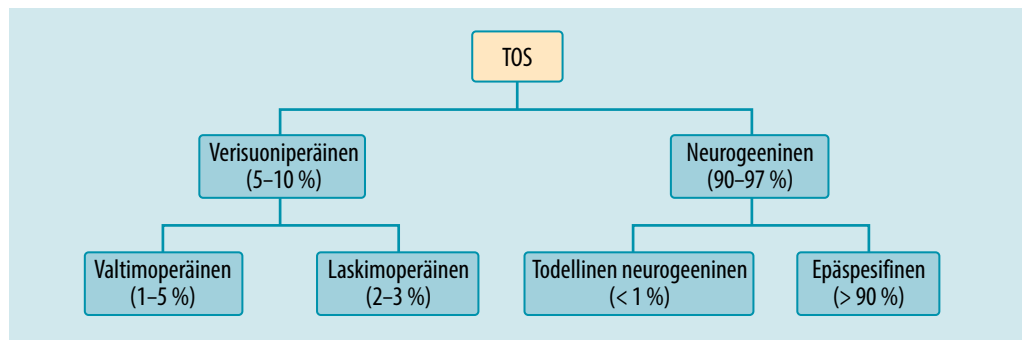 TOS
Verisuoniperäinen
(5–10 %)
Neurogeeninen
(90–97 %)
Valtimoperäinen
(1–5 %)
Laskimoperäinen
(2–3 %)
Todellinen neurogeeninen
(< 1 %)
Epäspesifinen
(> 90 %)